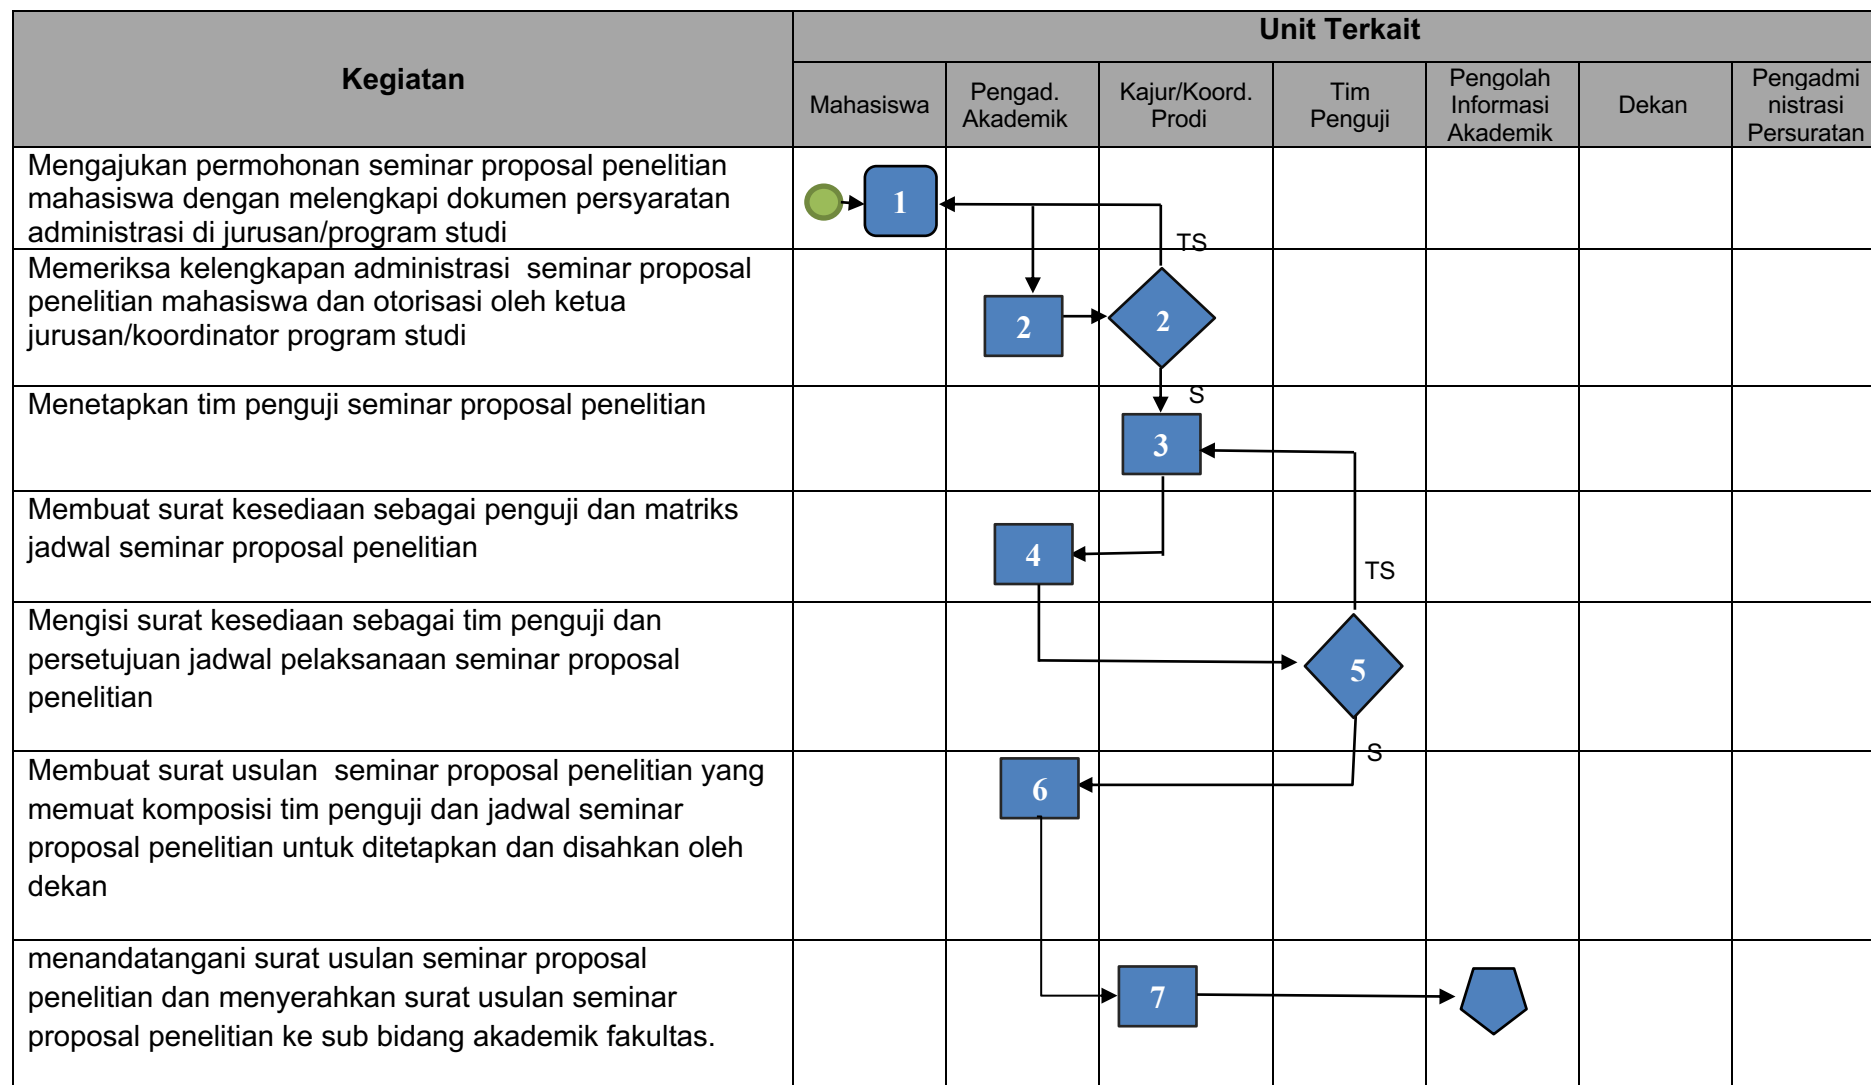 Kegiatan
Unit Terkait
Mahasiswa
Pengad.
Akademik
Kajur/Koord.
Prodi
Tim
Penguji
Pengolah
Informasi
Akademik
Dekan
Pengadmi
nistrasi
Persuratan
Mengajukan permohonan seminar proposal penelitian
mahasiswa dengan melengkapi dokumen persyaratan
administrasi di jurusan/program studi
1
TS
Memeriksa kelengkapan administrasi  seminar proposal
penelitian mahasiswa dan otorisasi oleh ketua
jurusan/koordinator program studi
2
2
S
Menetapkan tim penguji seminar proposal penelitian
3
Membuat surat kesediaan sebagai penguji dan matriks
jadwal seminar proposal penelitian
4
TS
Mengisi surat kesediaan sebagai tim penguji dan
persetujuan jadwal pelaksanaan seminar proposal
penelitian
5
S
Membuat surat usulan  seminar proposal penelitian yang
memuat komposisi tim penguji dan jadwal seminar
proposal penelitian untuk ditetapkan dan disahkan oleh
dekan
6
menandatangani surat usulan seminar proposal
penelitian dan menyerahkan surat usulan seminar
proposal penelitian ke sub bidang akademik fakultas.
7